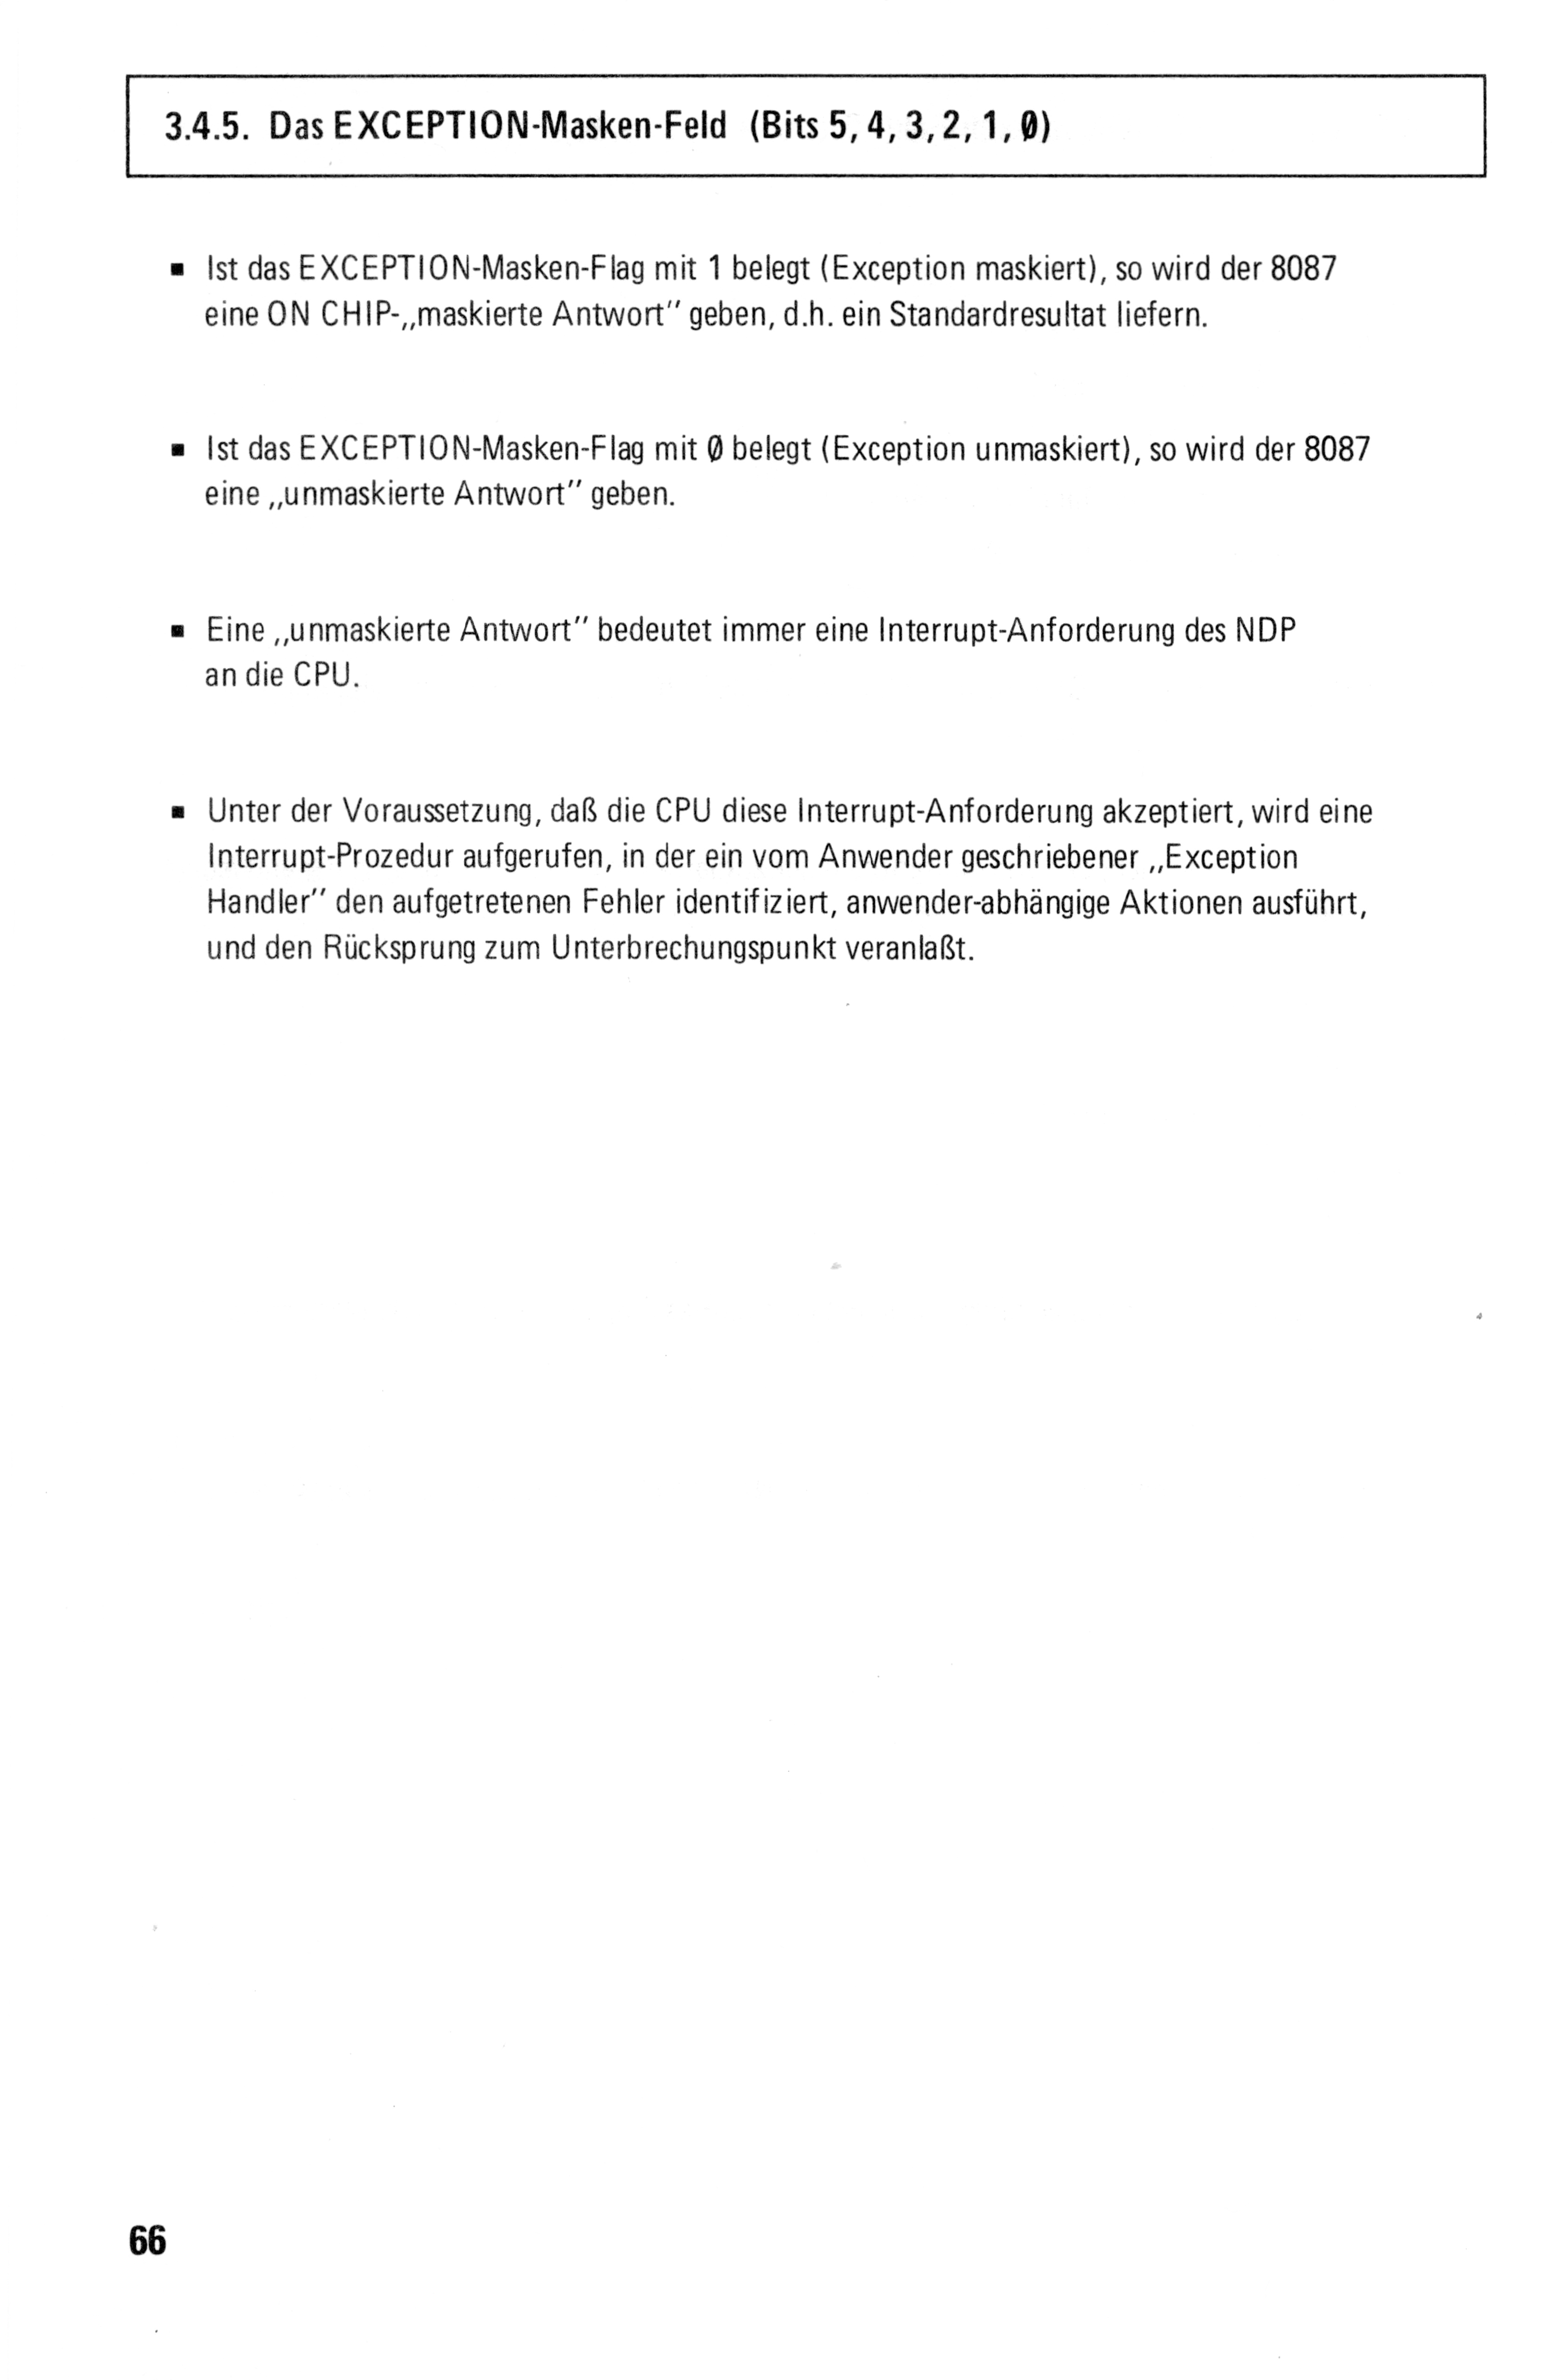 3.4.5. Das EXCEPTION-Masken-Feld (Bits 5, 4, 3, 2, 1, 0)
▪ Ist das EXCEPTION-Masken-Flag mit 1 belegt (Exception maskiert), so wird der 8087
eine ON CHIP-„maskierte Antwort" geben, d.h. ein Standardresultat liefern.
▪ Ist das EXCEPTION-Masken-Flag mit 0 belegt (Exception unmaskiert), so wird der 8087
eine „unmaskierte Antwort" geben.
▪ Eine „unmaskierte Antwort" bedeutet immer eine Interrupt-Anforderung des NDP
an die CPU.
▪ Unter der Voraussetzung, daß die CPU diese Interrupt-Anforderung akzeptiert, wird eine
Interrupt-Prozedur aufgerufen, in der ein vom Anwender geschriebener „Exception
Handler" den aufgetretenen Fehler identifiziert, anwender-abhängige Aktionen ausführt,
und den Rücksprung zum Unterbrechungspunkt veranlaßt.
66